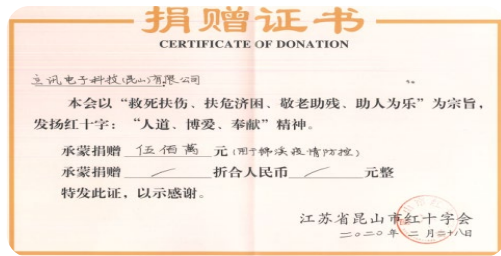 捐赠证书
CERTIFICATE OF DONATION
立讯电子科技(昆山)有限公司
本会以“救死扶伤、扶危济困、敬老助残、助人为乐”为宗旨，
发扬红十字：“人道、博爱、奉献”精神。
承蒙捐赠 伍佰萬 元(用于锦溪疫情防控)
承蒙捐赠 / 折合人民币 / 元整
特发此证，以示感谢。
江苏省昆山市红十字会
二〇二〇年 二月二十八日